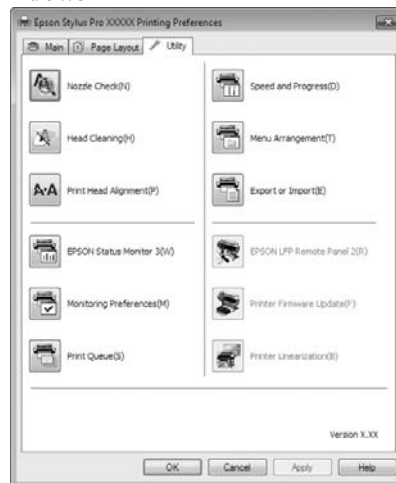 Epson Stylus Pro XXXXX Printing Preferences
Main
Page Layout
Utility
Nozzle Check(N)
Speed and Progress(D)
Head Cleaning(H)
Menu Arrangement(T)
Print Head Alignment(P)
Export or Import(E)
EPSON Status Monitor 3(W)
EPSON LFP Remote Panel 2(R)
Monitoring Preferences(M)
Printer Firmware Update(F)
Print Queue(S)
Printer Linearization(B)
Version X.XX
OK
Cancel
Apply
Help